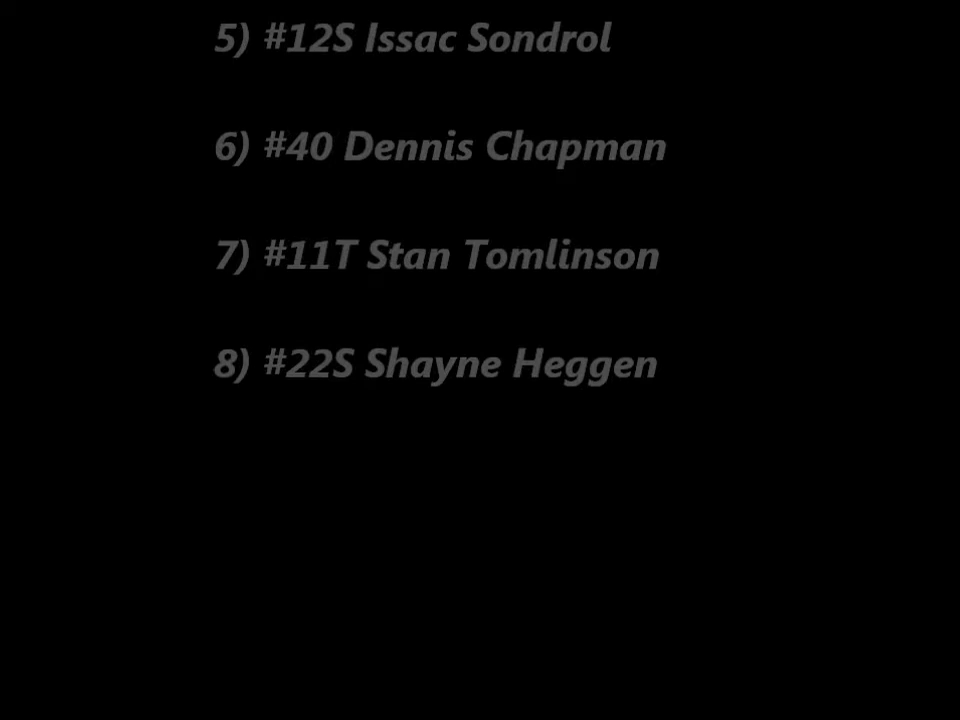 5) #12S Issac Sondrol
6) #40 Dennis Chapman
7) #11T Stan Tomlinson
8) #22S Shayne Heggen